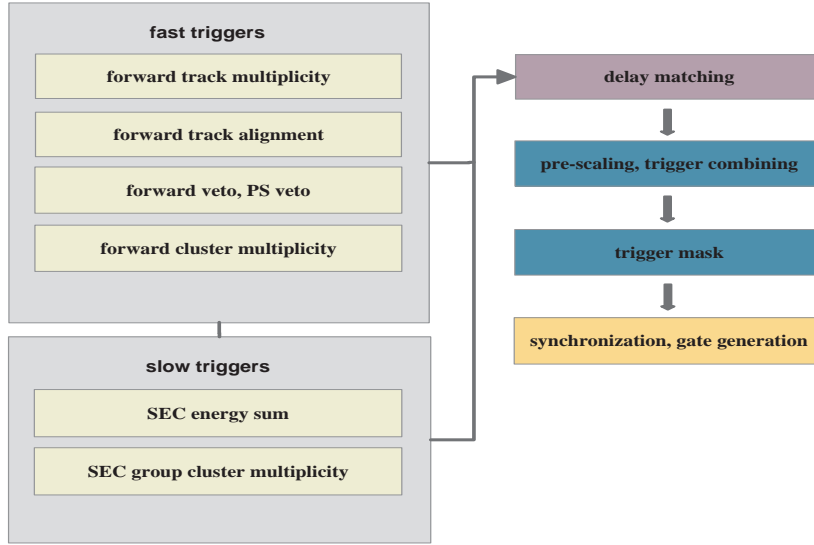 fast triggers
forward track multiplicity
forward track alignment
forward veto, PS veto
forward cluster multiplicity
slow triggers
SEC energy sum
SEC group cluster multiplicity
delay matching
pre-scaling, trigger combining
trigger mask
synchronization, gate generation